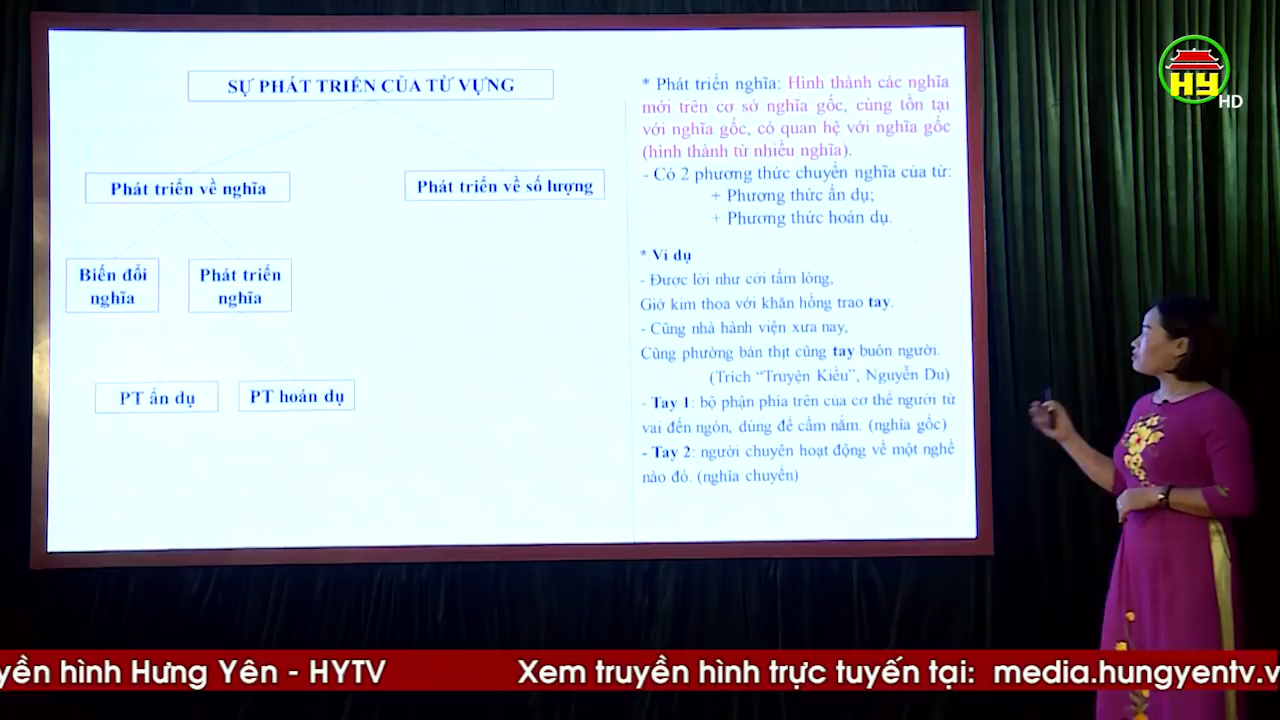 SỰ PHÁT TRIỂN CỦA TỪ VỰNG
Phát triển về nghĩa
Phát triển về số lượng
Biến đổi
nghĩa
Phát triển
nghĩa
PT ẩn dụ
PT hoán dụ
* Phát triển nghĩa: Hình thành các nghĩa
mới trên cơ sở nghĩa gốc, cùng tồn tại
với nghĩa gốc, có quan hệ với nghĩa gốc
(hình thành từ nhiều nghĩa).
- Có 2 phương thức chuyển nghĩa của từ:
+ Phương thức ẩn dụ;
+ Phương thức hoán dụ.
* Ví dụ
- Được lời như cởi tấm lòng,
Giở kim thoa với khăn hồng trao tay.
- Cũng nhà hành viện xưa nay,
Cũng phường bán thịt cũng tay buôn người.
(Trích “Truyện Kiều”, Nguyễn Du)
- Tay 1: bộ phận phía trên của cơ thể người từ
vai đến ngón, dùng để cầm nắm. (nghĩa gốc)
- Tay 2: người chuyên hoạt động về một nghề
nào đó. (nghĩa chuyển)
HY
HD
yền hình Hưng Yên - HYTV Xem truyền hình trực tuyến tại: media.hungyentv.v